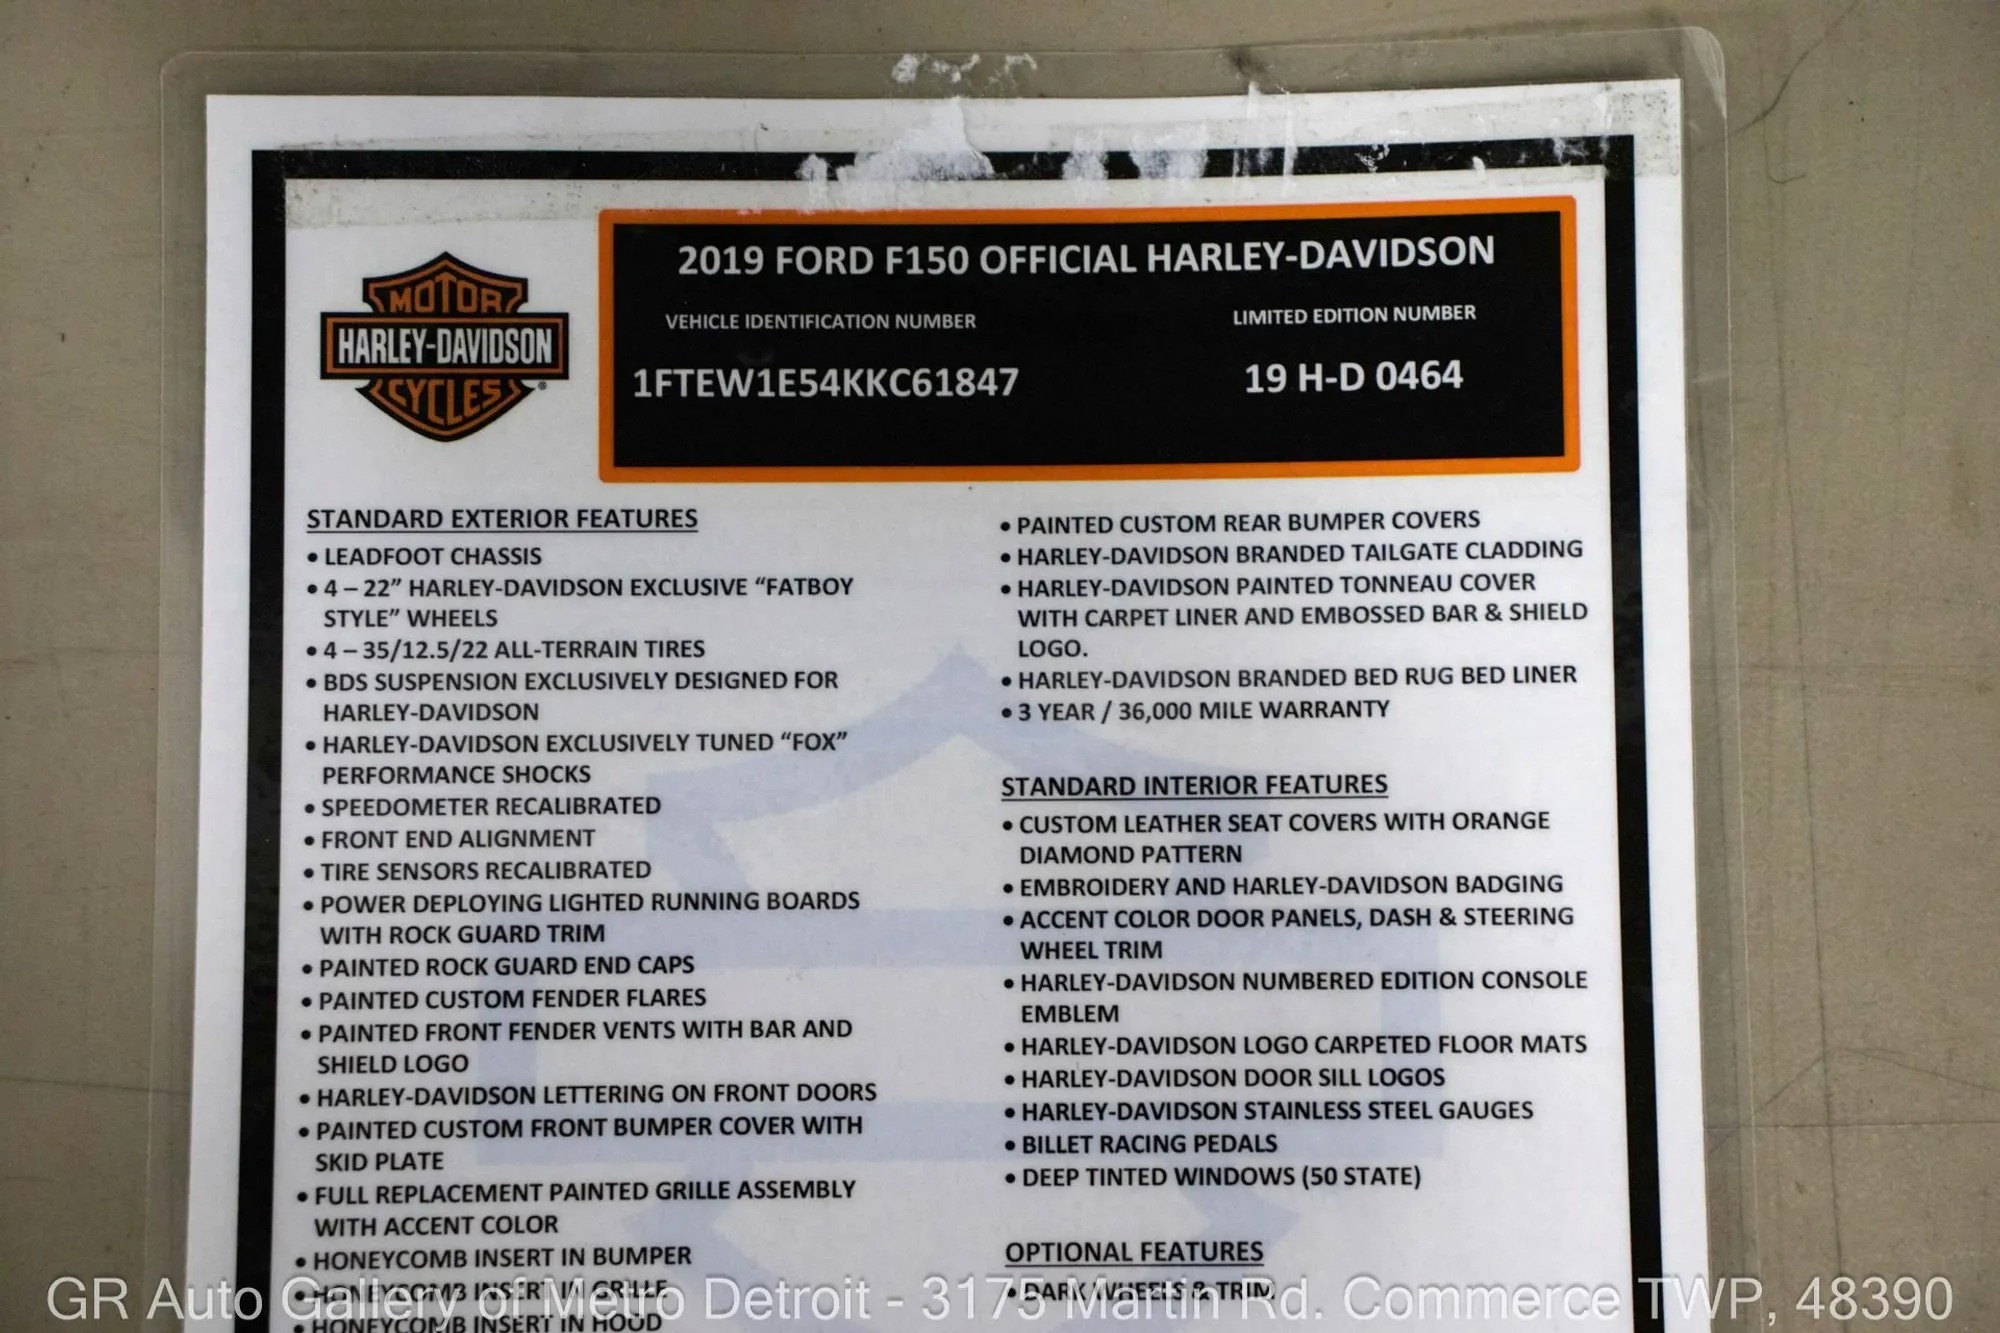 MOTOR
HARLEY-DAVIDSON
CYCLES
®
2019 FORD F150 OFFICIAL HARLEY-DAVIDSON
VEHICLE IDENTIFICATION NUMBER
LIMITED EDITION NUMBER
1FTEW1E54KKC61847
19 H-D 0464
STANDARD EXTERIOR FEATURES
• LEADFOOT CHASSIS
• 4 – 22” HARLEY-DAVIDSON EXCLUSIVE “FATBOY
STYLE” WHEELS
• 4 – 35/12.5/22 ALL-TERRAIN TIRES
• BDS SUSPENSION EXCLUSIVELY DESIGNED FOR
HARLEY-DAVIDSON
• HARLEY-DAVIDSON EXCLUSIVELY TUNED “FOX”
PERFORMANCE SHOCKS
• SPEEDOMETER RECALIBRATED
• FRONT END ALIGNMENT
• TIRE SENSORS RECALIBRATED
• POWER DEPLOYING LIGHTED RUNNING BOARDS
WITH ROCK GUARD TRIM
• PAINTED ROCK GUARD END CAPS
• PAINTED CUSTOM FENDER FLARES
• PAINTED FRONT FENDER VENTS WITH BAR AND
SHIELD LOGO
• HARLEY-DAVIDSON LETTERING ON FRONT DOORS
• PAINTED CUSTOM FRONT BUMPER COVER WITH
SKID PLATE
• FULL REPLACEMENT PAINTED GRILLE ASSEMBLY
WITH ACCENT COLOR
• HONEYCOMB INSERT IN BUMPER
• HONEYCOMB INSERT IN GRILLE
• HONEYCOMB INSERT IN HOOD
• PAINTED CUSTOM REAR BUMPER COVERS
• HARLEY-DAVIDSON BRANDED TAILGATE CLADDING
• HARLEY-DAVIDSON PAINTED TONNEAU COVER
WITH CARPET LINER AND EMBOSSED BAR & SHIELD
LOGO.
• HARLEY-DAVIDSON BRANDED BED RUG BED LINER
• 3 YEAR / 36,000 MILE WARRANTY
STANDARD INTERIOR FEATURES
• CUSTOM LEATHER SEAT COVERS WITH ORANGE
DIAMOND PATTERN
• EMBROIDERY AND HARLEY-DAVIDSON BADGING
• ACCENT COLOR DOOR PANELS, DASH & STEERING
WHEEL TRIM
• HARLEY-DAVIDSON NUMBERED EDITION CONSOLE
EMBLEM
• HARLEY-DAVIDSON LOGO CARPETED FLOOR MATS
• HARLEY-DAVIDSON DOOR SILL LOGOS
• HARLEY-DAVIDSON STAINLESS STEEL GAUGES
• BILLET RACING PEDALS
• DEEP TINTED WINDOWS (50 STATE)
OPTIONAL FEATURES
• DARK WHEELS & TRIM
GR Auto Gallery of Metro Detroit - 3175 Martin Rd. Commerce TWP, 48390